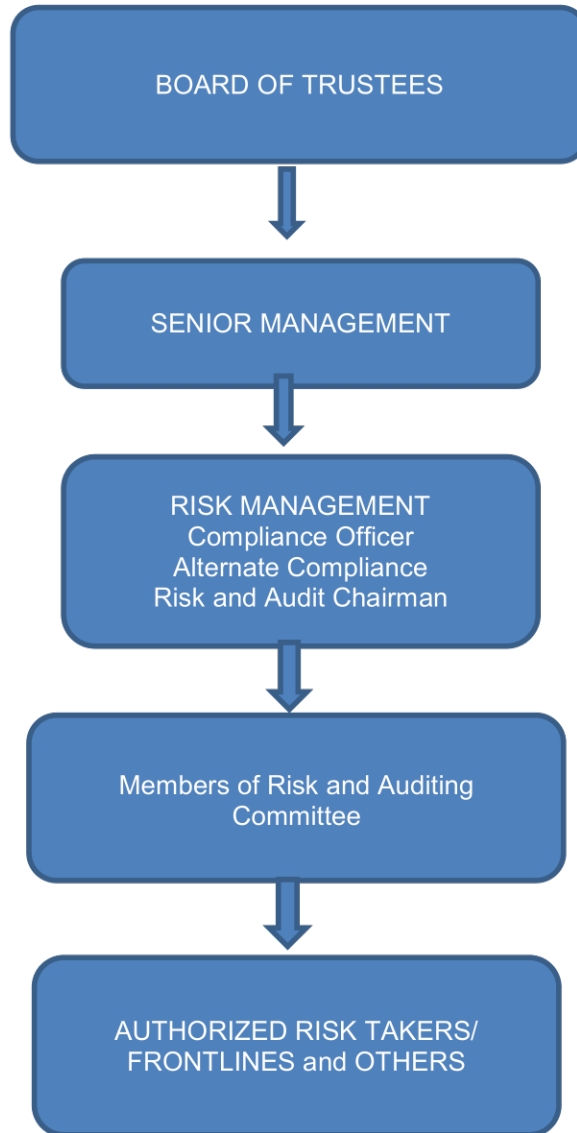 BOARD OF TRUSTEES
SENIOR MANAGEMENT
RISK MANAGEMENT
Compliance Officer
Alternate Compliance
Risk and Audit Chairman
Members of Risk and Auditing
Committee
AUTHORIZED RISK TAKERS/
FRONTLINES and OTHERS